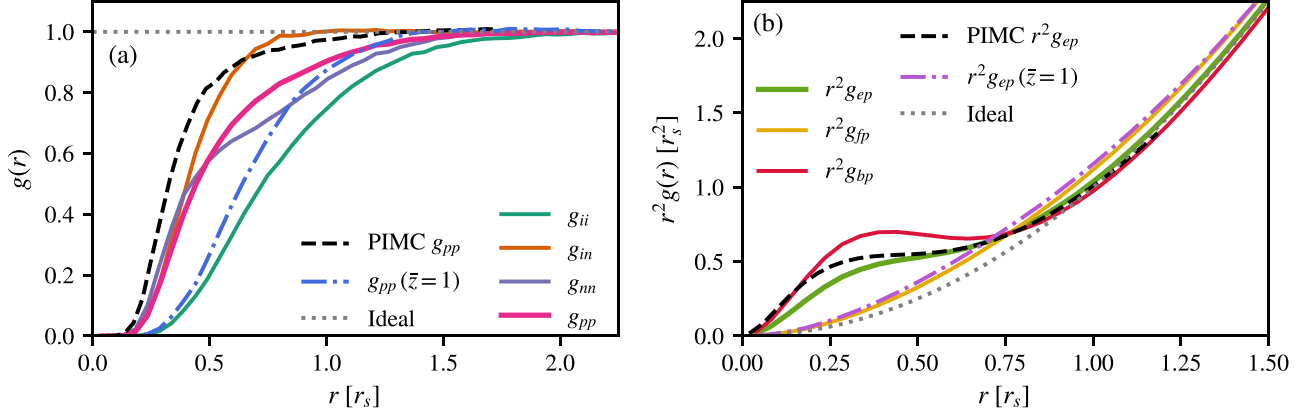 (a)
g(r)
1.0
0.8
0.6
0.4
0.2
0.0
PIMC g_pp
g_pp (z̄ = 1)
Ideal
g_ii
g_in
g_nn
g_pp
0.0 0.5 1.0 1.5 2.0
r [r_s]
(b)
r²g(r) [r_s²]
2.0
1.5
1.0
0.5
0.0
r²g_ep
r²g_fp
r²g_bp
PIMC r²g_ep
r²g_ep (z̄ = 1)
Ideal
0.00 0.25 0.50 0.75 1.00 1.25 1.50
r [r_s]